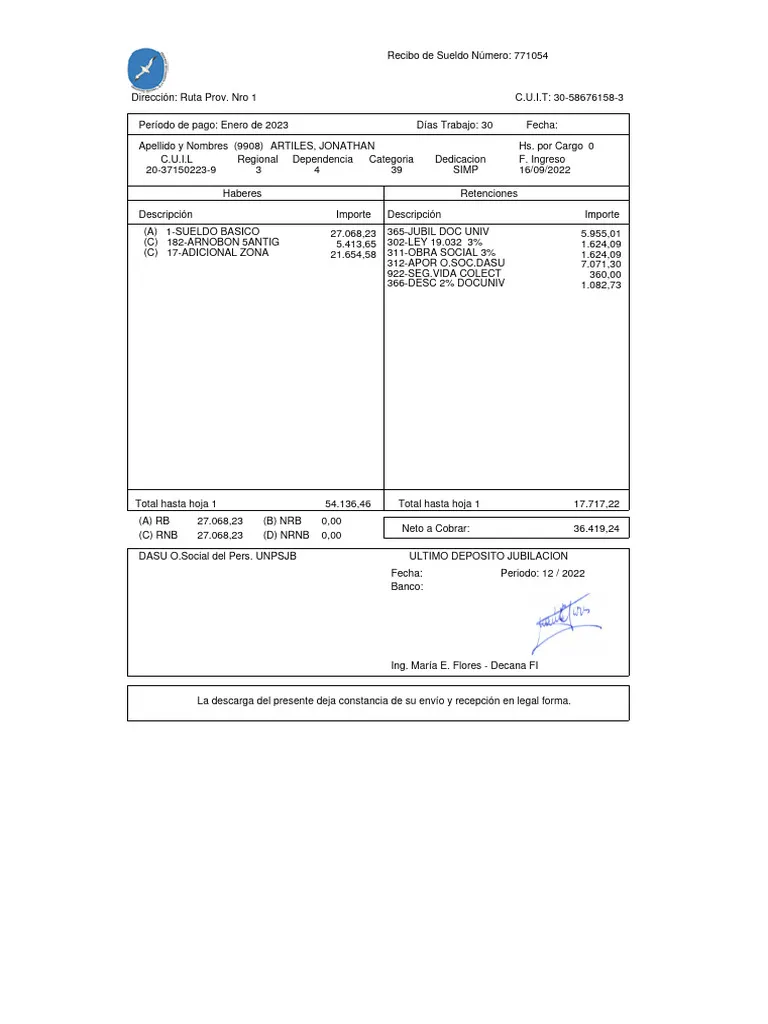 Recibo de Sueldo Número: 771054
Dirección: Ruta Prov. Nro 1 C.U.I.T: 30-58676158-3
Período de pago: Enero de 2023 Días Trabajo: 30 Fecha:
Apellido y Nombres (9908) ARTILES, JONATHAN Hs. por Cargo 0
C.U.I.L Regional Dependencia Categoria Dedicacion F. Ingreso
20-37150223-9 3 4 39 SIMP 16/09/2022
Haberes Retenciones
Descripción Importe Descripción Importe
(A) 1-SUELDO BASICO 27.068,23 365-JUBIL DOC UNIV 5.955,01
(C) 182-ARNOBON 5ANTIG 5.413,65 302-LEY 19.032 3% 1.624,09
(C) 17-ADICIONAL ZONA 21.654,58 311-OBRA SOCIAL 3% 1.624,09
312-APOR O.SOC.DASU 7.071,30
922-SEG.VIDA COLECT 360,00
366-DESC 2% DOCUNIV 1.082,73
Total hasta hoja 1 54.136,46 Total hasta hoja 1 17.717,22
(A) RB 27.068,23 (B) NRB 0,00 Neto a Cobrar: 36.419,24
(C) RNB 27.068,23 (D) NRNB 0,00
DASU O.Social del Pers. UNPSJB ULTIMO DEPOSITO JUBILACION
Fecha: Periodo: 12 / 2022
Banco:
Ing. María E. Flores - Decana FI
La descarga del presente deja constancia de su envío y recepción en legal forma.